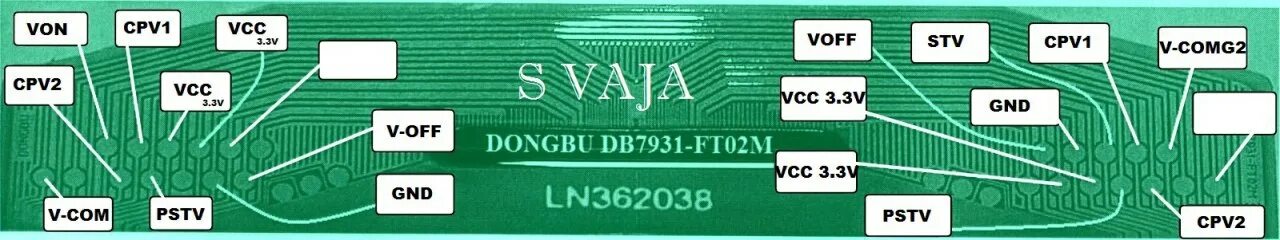 VON
CPV1
VCC
3.3V
CPV2
VCC
3.3V
V-OFF
V-COM
PSTV
GND
S VAJA
DONGBU DB7931-FT02M
LN362038
VOFF
STV
CPV1
V-COMG2
VCC 3.3V
GND
VCC 3.3V
PSTV
CPV2